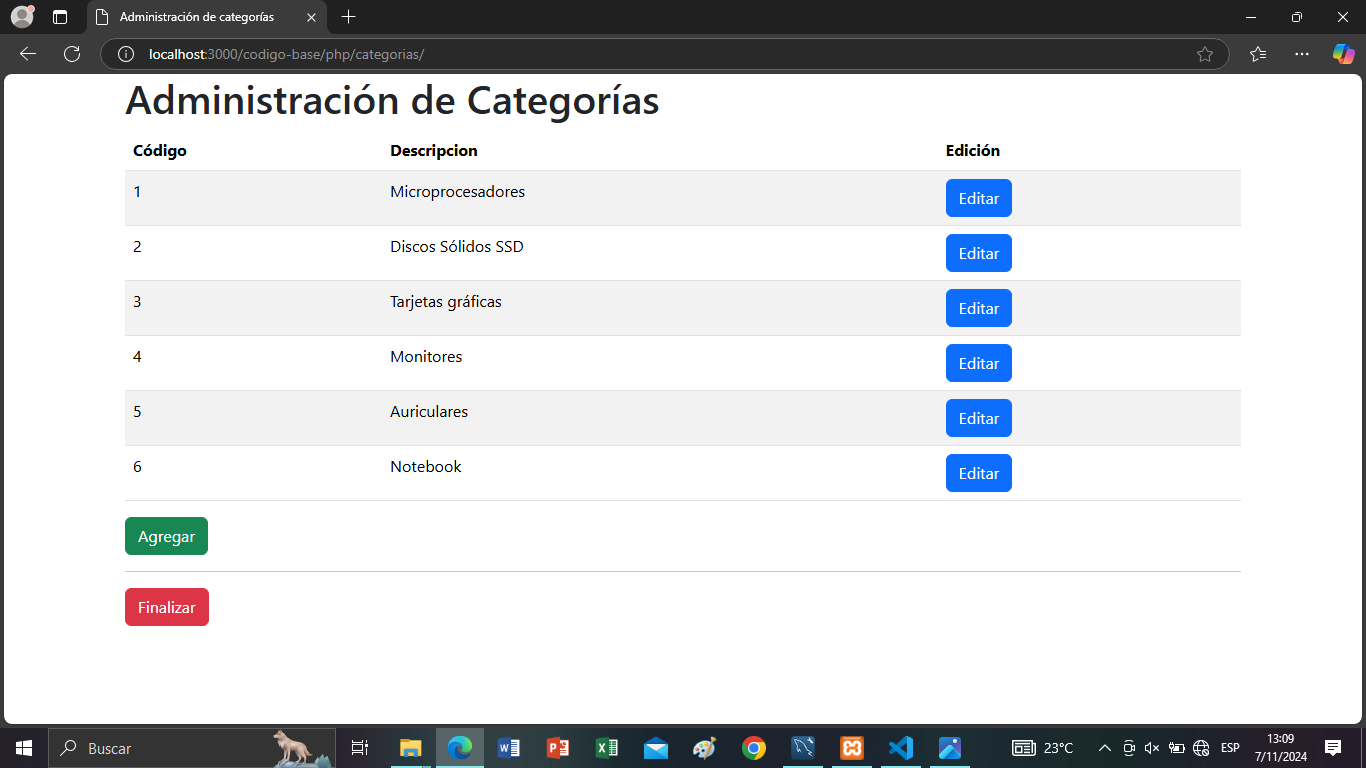 Administración de categorías
localhost:3000/codigo-base/php/categorias/
Administración de Categorías
Código Descripcion Edición
1 Microprocesadores Editar
2 Discos Sólidos SSD Editar
3 Tarjetas gráficas Editar
4 Monitores Editar
5 Auriculares Editar
6 Notebook Editar
Agregar
Finalizar
Buscar
23°C
ESP
13:09
7/11/2024